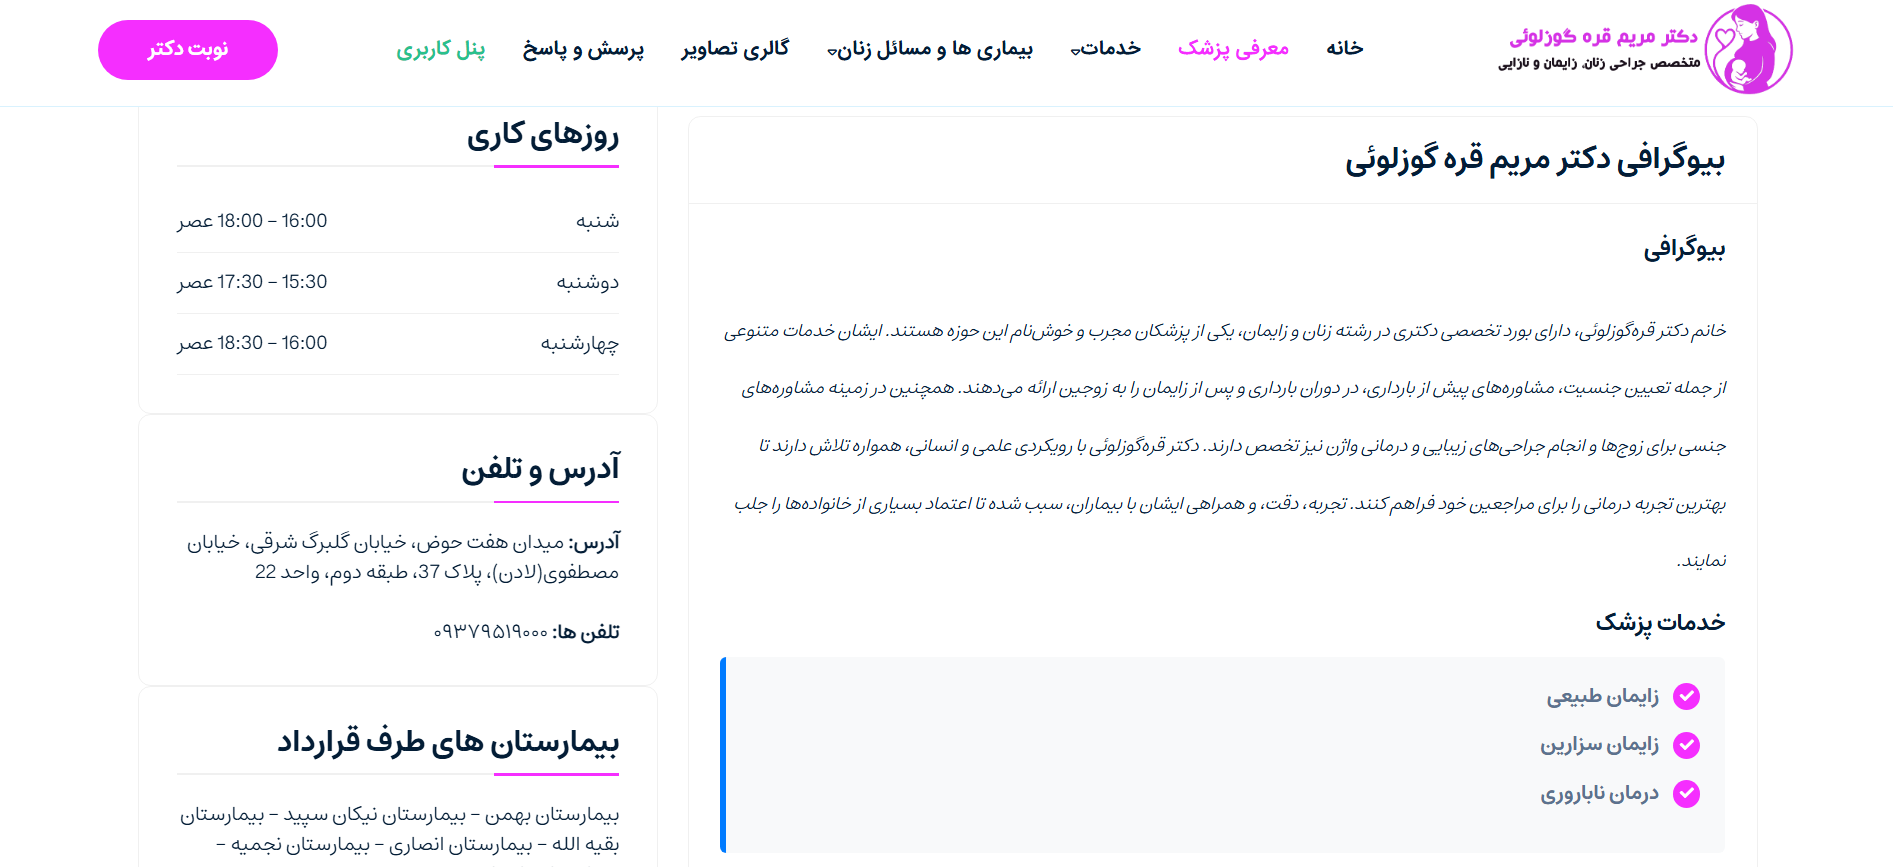 دکتر مریم قره گوزلوئی
متخصص جراحی زنان، زایمان و نازایی
خانه
معرفی پزشک
خدمات
بیماری ها و مسائل زنان
گالری تصاویر
پرسش و پاسخ
پنل کاربری
نوبت دکتر
بیوگرافی دکتر مریم قره گوزلوئی
بیوگرافی
خانم دکتر قره‌گوزلوئی، دارای بورد تخصصی دکتری در رشته زنان و زایمان، یکی از پزشکان مجرب و خوش‌نام این حوزه هستند. ایشان خدمات متنوعی
از جمله تعیین جنسیت، مشاوره‌های پیش از بارداری، در دوران بارداری و پس از زایمان را به زوجین ارائه می‌دهند. همچنین در زمینه مشاوره‌های
جنسی برای زوج‌ها و انجام جراحی‌های زیبایی و درمانی واژن نیز تخصص دارند. دکتر قره‌گوزلوئی با رویکردی علمی و انسانی، همواره تلاش دارند تا
بهترین تجربه درمانی را برای مراجعین خود فراهم کنند. تجربه، دقت، و همراهی ایشان با بیماران، سبب شده تا اعتماد بسیاری از خانواده‌ها را جلب
نمایند.
خدمات پزشک
زایمان طبیعی
زایمان سزارین
درمان ناباروری
روزهای کاری
شنبه 16:00 – 18:00 عصر
دوشنبه 15:30 – 17:30 عصر
چهارشنبه 16:00 – 18:30 عصر
آدرس و تلفن
آدرس: میدان هفت حوض، خیابان گلبرگ شرقی، خیابان
مصطفوی(لادن)، پلاک 37، طبقه دوم، واحد 22
تلفن ها: ۰۹۳۷۹۵۱۹۰۰۰
بیمارستان های طرف قرارداد
بیمارستان بهمن – بیمارستان نیکان سپید – بیمارستان
بقیه الله – بیمارستان انصاری – بیمارستان نجمیه –